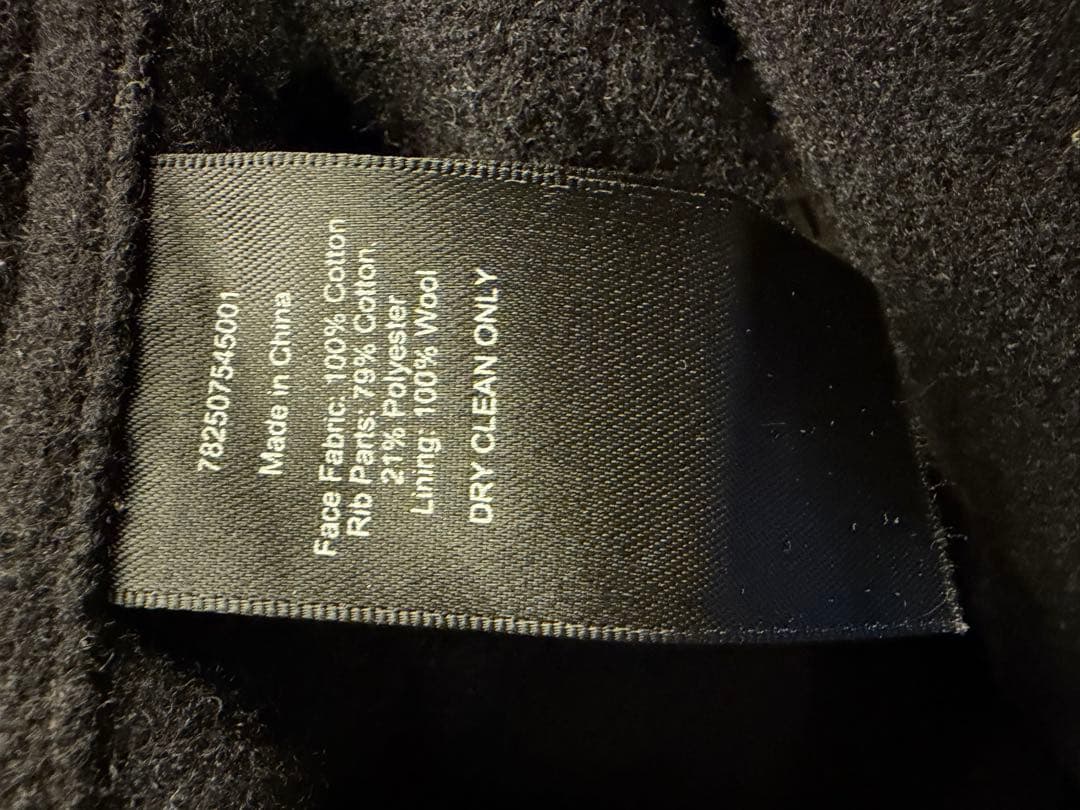 782507545001
Made in China
Face Fabric: 100% Cotton
Rib Parts: 79% Cotton
21% Polyester
Lining: 100% Wool
DRY CLEAN ONLY